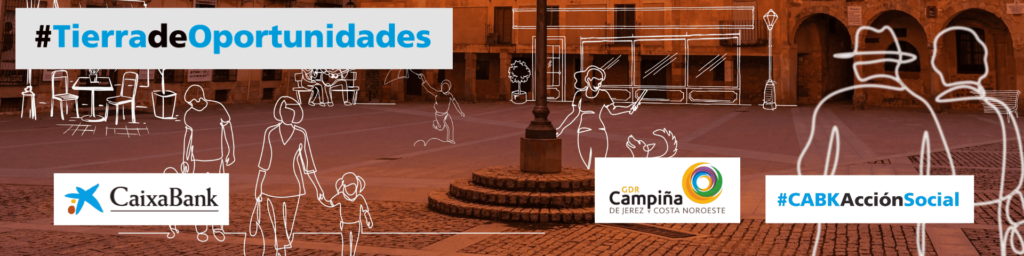 #TierradeOportunidades
CaixaBank
GDR
Campiña
DE JEREZ Y COSTA NOROESTE
#CABKAcciónSocial